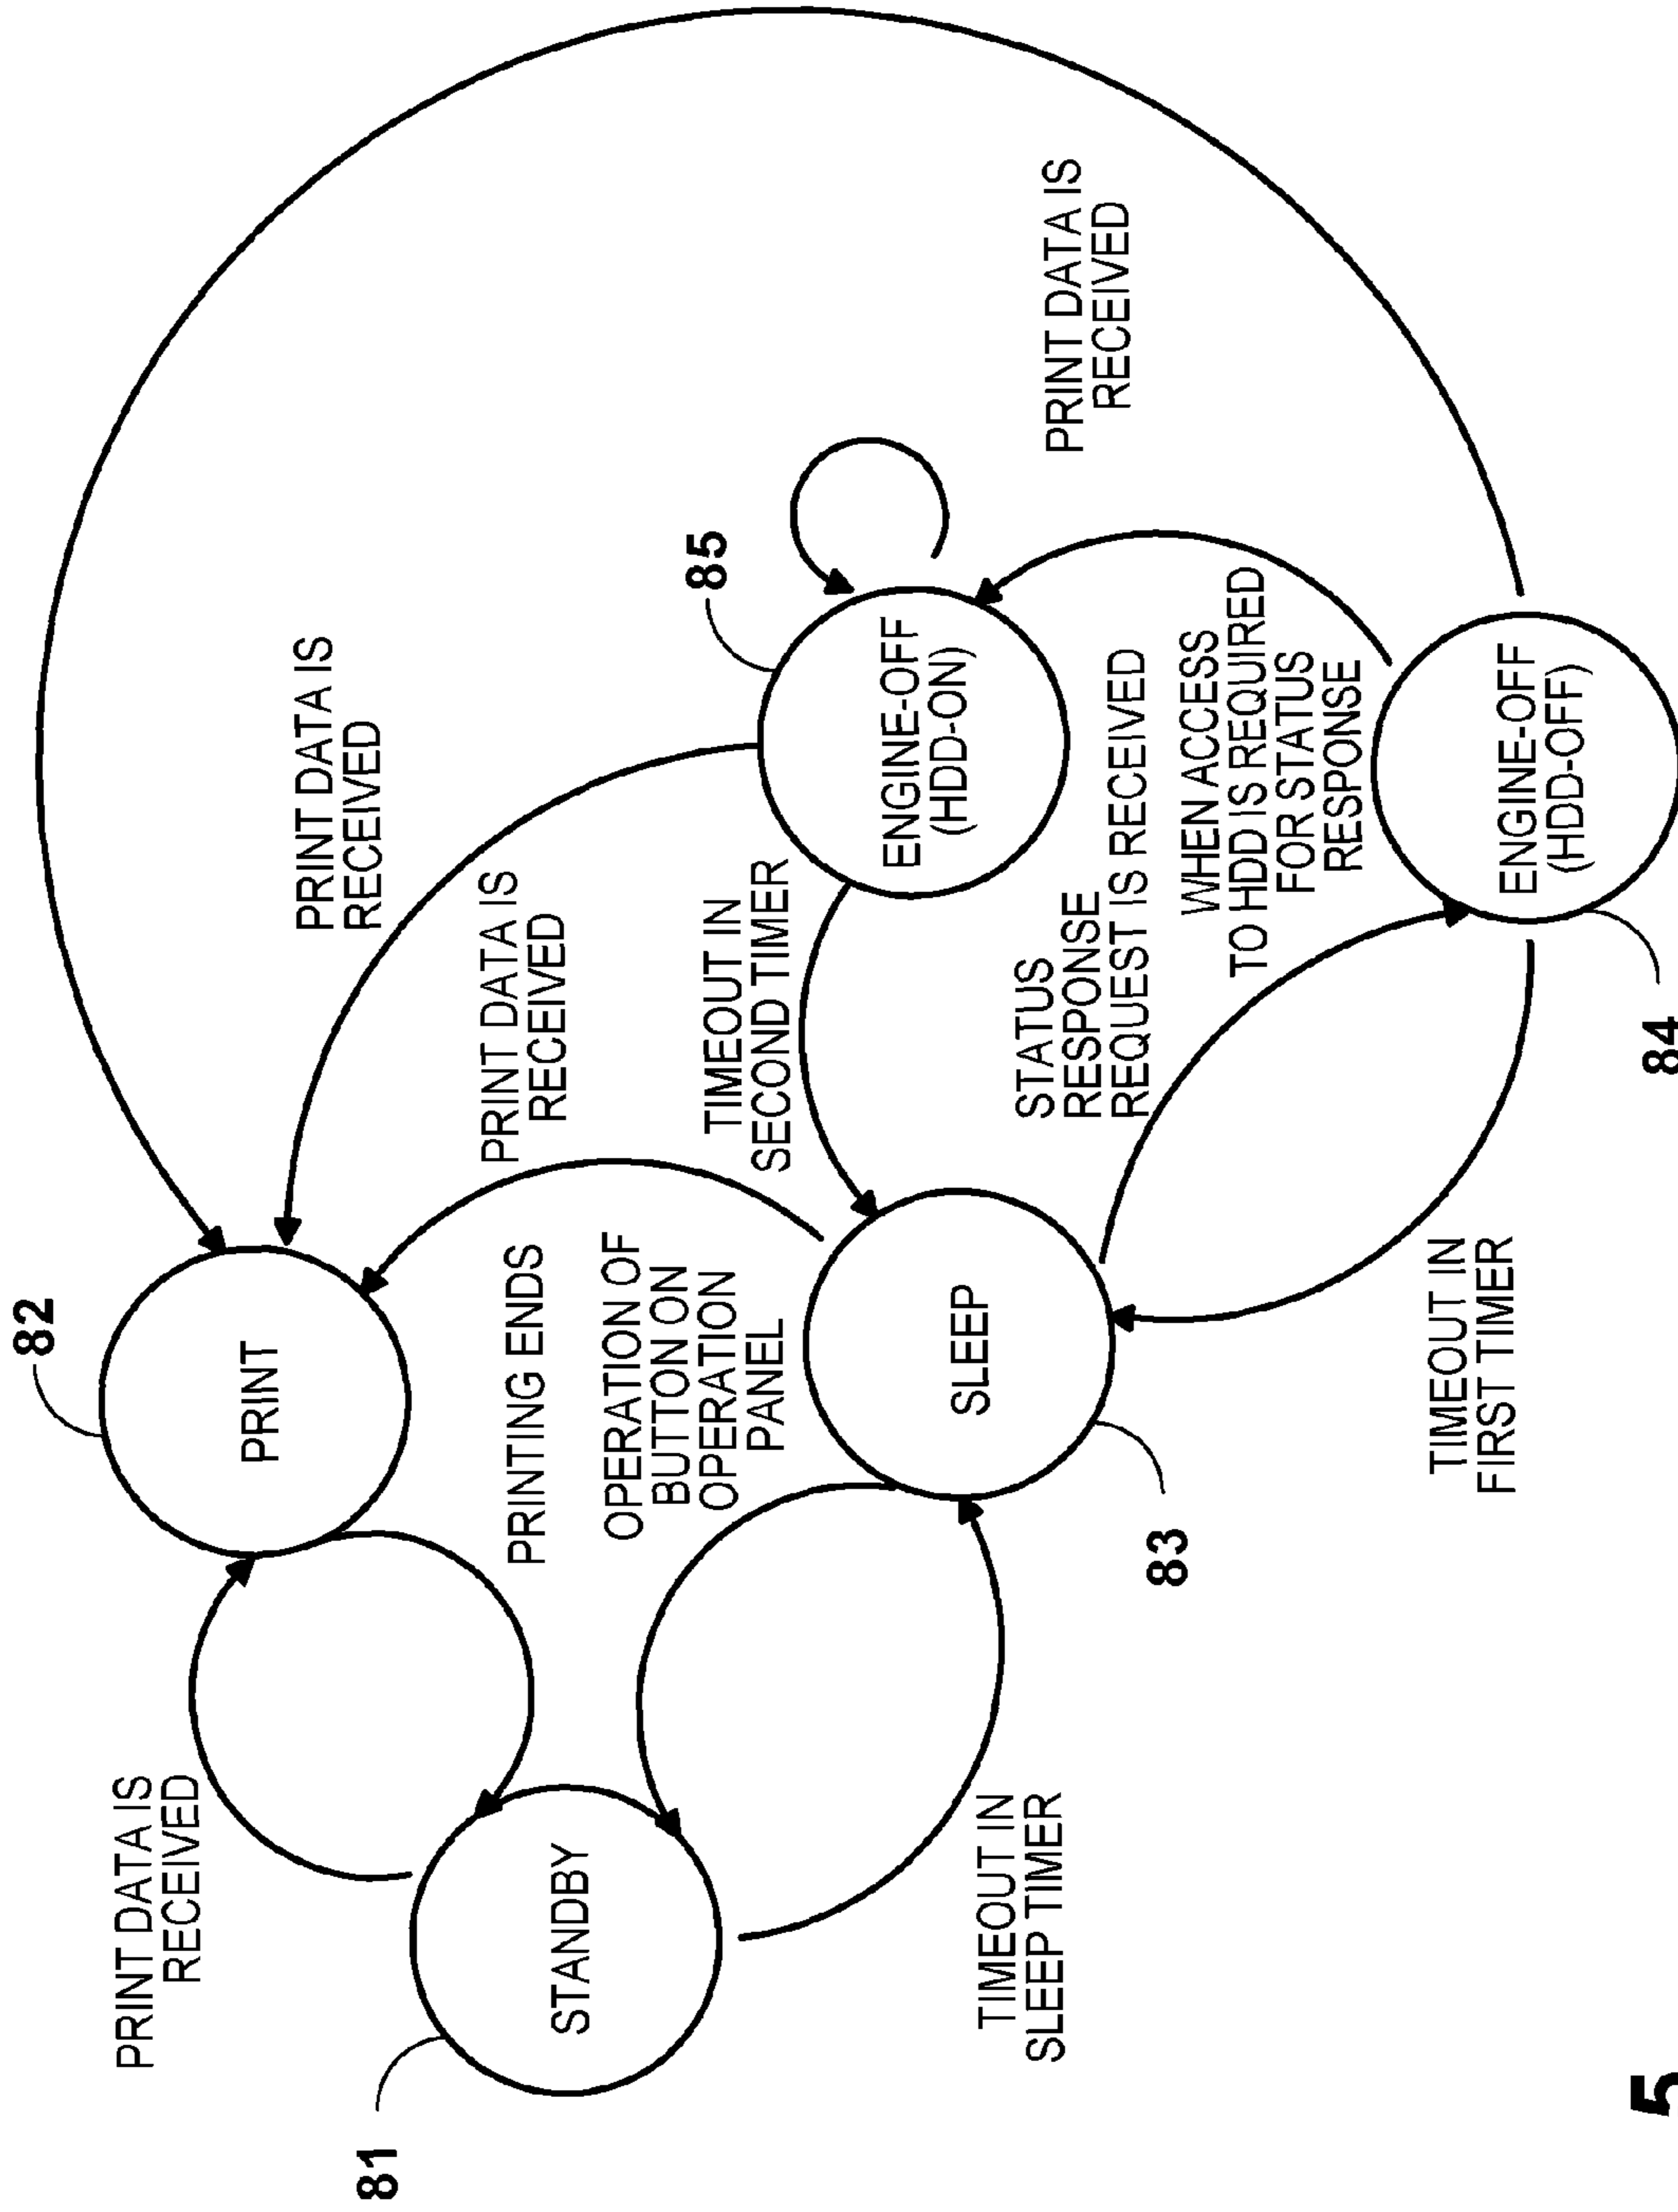 82
PRINT DATA IS
RECEIVED
PRINT DATA IS
RECEIVED
PRINT
81
STANDBY
PRINTING ENDS
PRINT DATA IS
RECEIVED
OPERATION OF
BUTTON ON
OPERATION
PANEL
TIMEOUT IN
SECOND TIMER
85
ENGINE-OFF
(HDD-ON)
PRINT DATA IS
RECEIVED
SLEEP
TIMEOUT IN
SLEEP TIMER
83
STATUS
RESPONSE
REQUEST IS RECEIVED
WHEN ACCESS
TO HDD IS REQUIRED
FOR STATUS
RESPONSE
TIMEOUT IN
FIRST TIMER
ENGINE-OFF
(HDD-OFF)
84
5